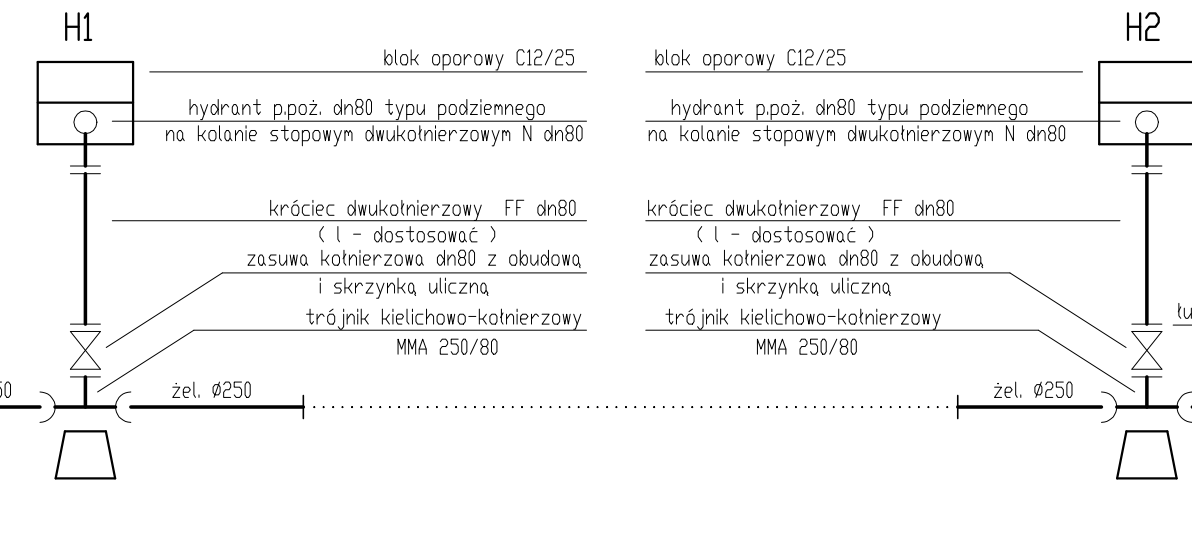 H1
blok oporowy C12/25
hydrant p.poż. dn80 typu podziemnego
na kolanie stopowym dwukołnierzowym N dn80
króciec dwukołnierzowy FF dn80
( l - dostosować )
zasuwa kołnierzowa dn80 z obudową
i skrzynką uliczną
trójnik kielichowo-kołnierzowy
MMA 250/80
żel. Ø250
H2
blok oporowy C12/25
hydrant p.poż. dn80 typu podziemnego
na kolanie stopowym dwukołnierzowym N dn80
króciec dwukołnierzowy FF dn80
( l - dostosować )
zasuwa kołnierzowa dn80 z obudową
i skrzynką uliczną
trójnik kielichowo-kołnierzowy
MMA 250/80
żel. Ø250